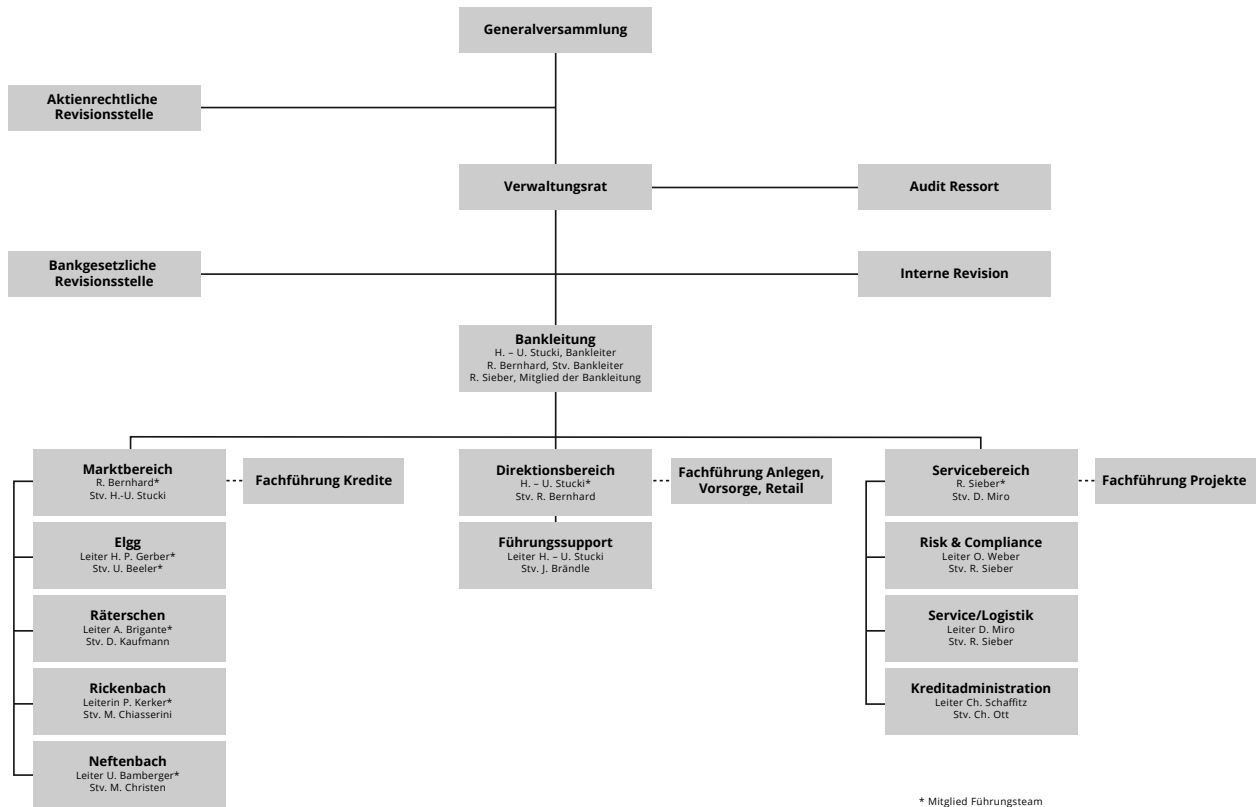 Generalversammlung
Aktienrechtliche
Revisionsstelle
Verwaltungsrat
Audit Ressort
Bankgesetzliche
Revisionsstelle
Interne Revision
Bankleitung
H. – U. Stucki, Bankleiter
R. Bernhard, Stv. Bankleiter
R. Sieber, Mitglied der Bankleitung
Marktbereich
R. Bernhard*
Stv. H.-U. Stucki
Fachführung Kredite
Elgg
Leiter H. P. Gerber*
Stv. U. Beeler*
Räterschen
Leiter A. Brigante*
Stv. D. Kaufmann
Rickenbach
Leiterin P. Kerker*
Stv. M. Chiasserini
Neftenbach
Leiter U. Bamberger*
Stv. M. Christen
Direktionsbereich
H. – U. Stucki*
Stv. R. Bernhard
Fachführung Anlegen,
Vorsorge, Retail
Führungssupport
Leiter H. – U. Stucki
Stv. J. Brändle
Servicebereich
R. Sieber*
Stv. D. Miro
Fachführung Projekte
Risk & Compliance
Leiter O. Weber
Stv. R. Sieber
Service/Logistik
Leiter D. Miro
Stv. R. Sieber
Kreditadministration
Leiter Ch. Schaffitz
Stv. Ch. Ott
* Mitglied Führungsteam